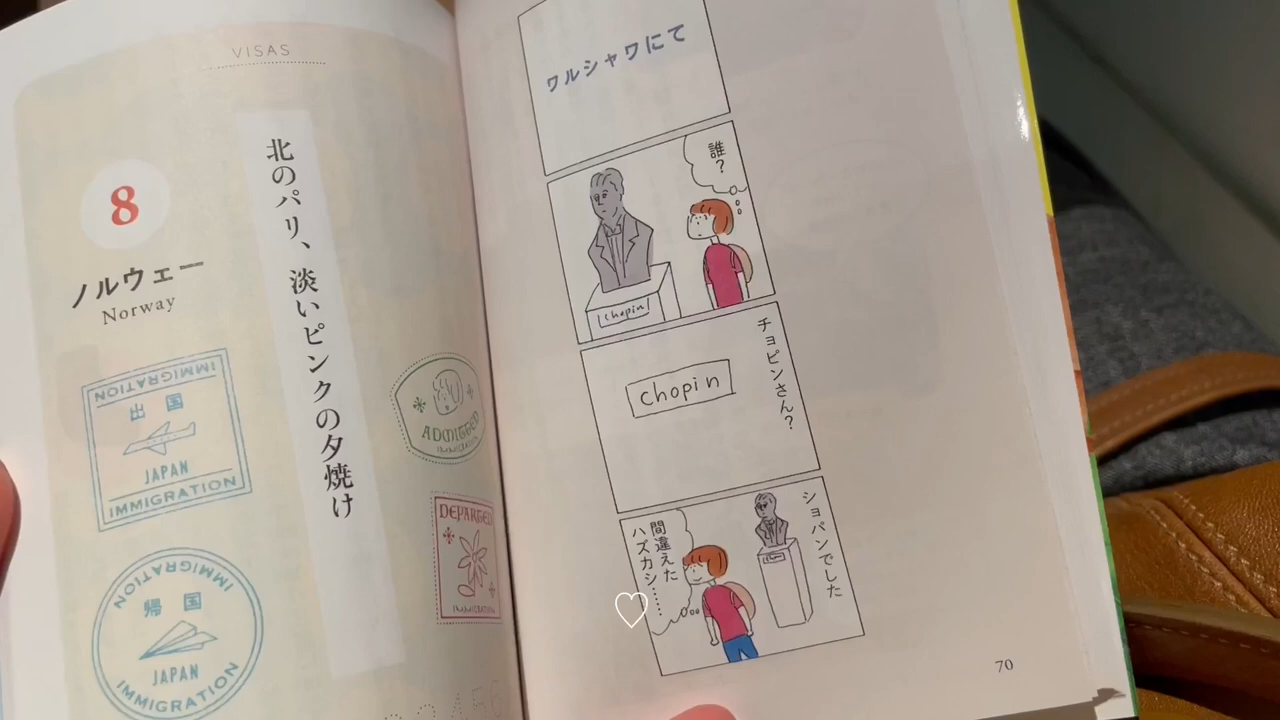 VISAS
8
ノルウェー
Norway
北のパリ、淡いピンクの夕焼け
IMMIGRATION
出国
JAPAN
IMMIGRATION
ADMITTED
IMMIGRATION
DEPARTED
IMMIGRATION
IMMIGRATION
帰国
JAPAN
IMMIGRATION
ワルシャワにて
誰?
chopin
チョピンさん?
chopin
ショパンでした
間違えた
ハズカシ……
70